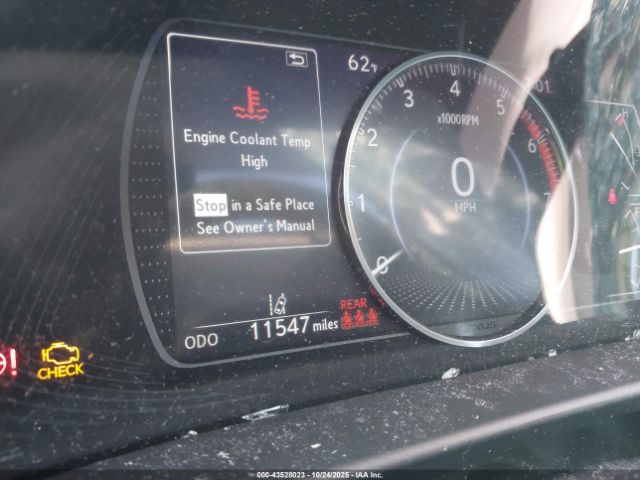 62°F
Engine Coolant Temp
High
Stop in a Safe Place
See Owner's Manual
01
x1000RPM
0
1
2
3
4
5
6
0
MPH
REAR
ODO 11547 miles
CHECK
!
000-43528023 - 10/24/2025 - IAA Inc.